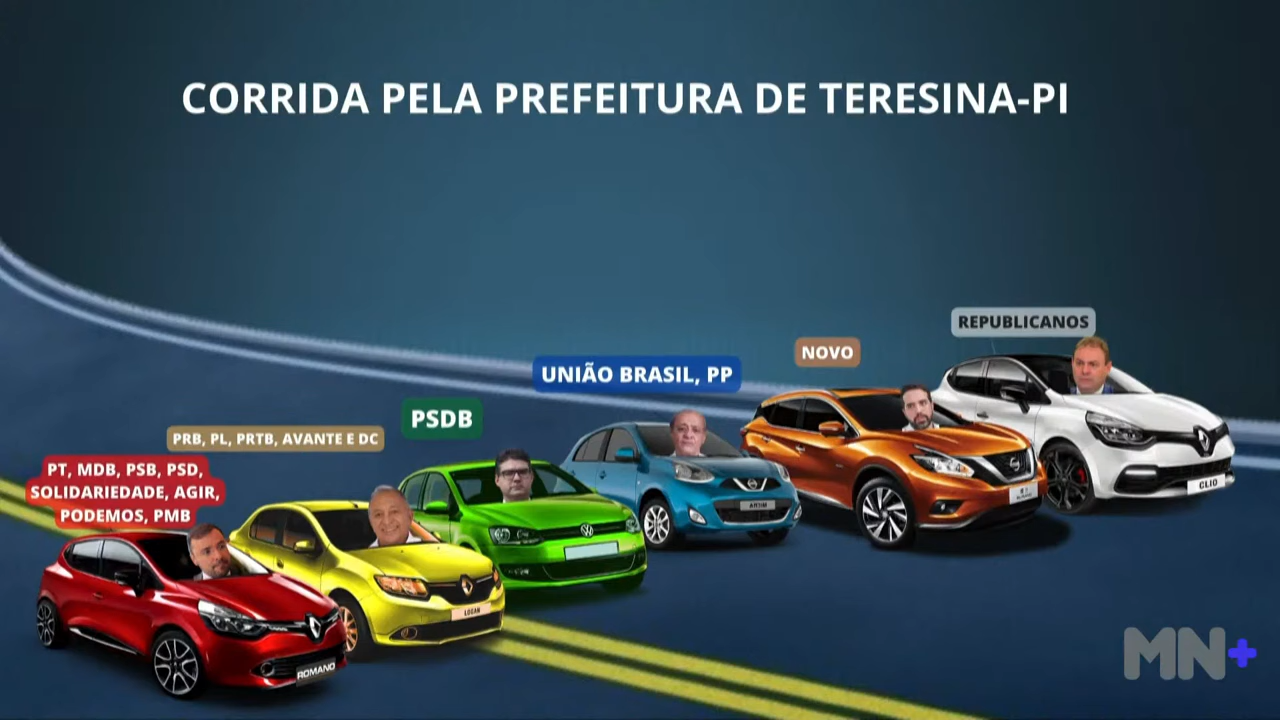 CORRIDA PELA PREFEITURA DE TERESINA-PI
REPUBLICANOS
NOVO
UNIÃO BRASIL, PP
PSDB
PRB, PL, PRTB, AVANTE E DC
PT, MDB, PSB, PSD,
SOLIDARIEDADE, AGIR,
PODEMOS, PMB
CLIO
LOGAN
ROMANO
MN+